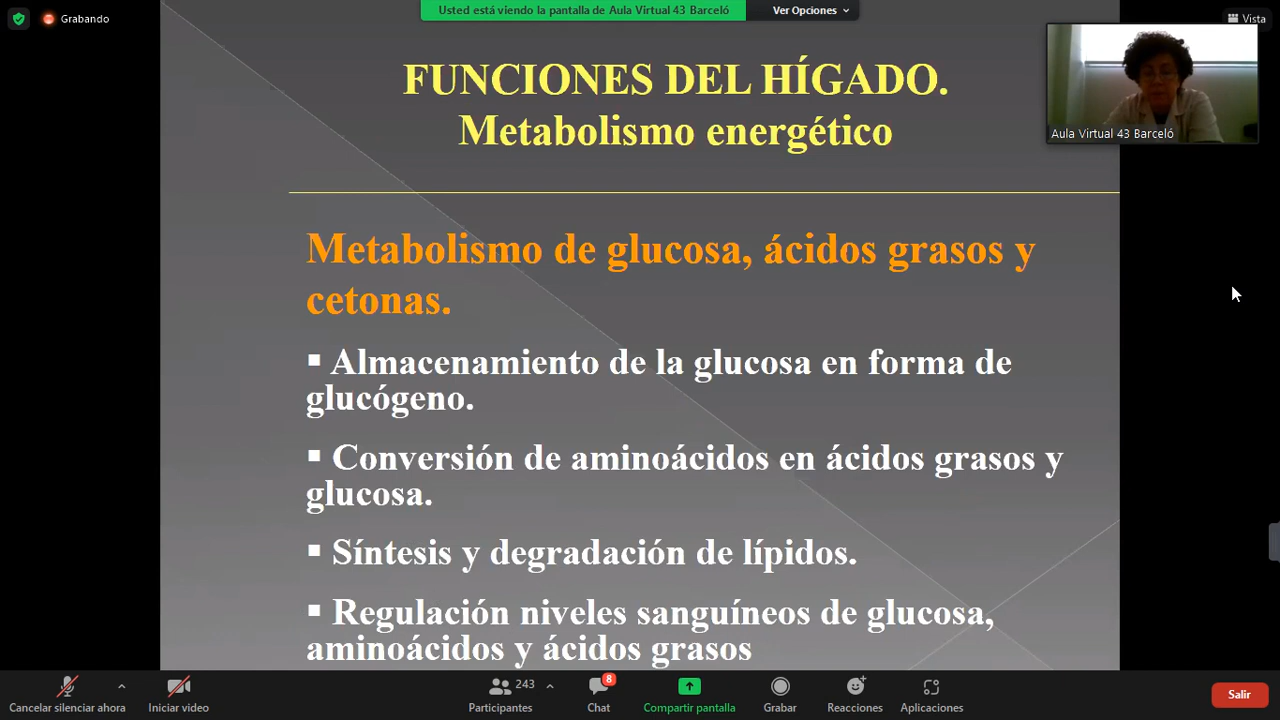 Grabando
Usted está viendo la pantalla de Aula Virtual 43 Barceló
Ver Opciones
Vista
FUNCIONES DEL HÍGADO.
Metabolismo energético
Aula Virtual 43 Barceló
Metabolismo de glucosa, ácidos grasos y
cetonas.
▪ Almacenamiento de la glucosa en forma de
glucógeno.
▪ Conversión de aminoácidos en ácidos grasos y
glucosa.
▪ Síntesis y degradación de lípidos.
▪ Regulación niveles sanguíneos de glucosa,
aminoácidos y ácidos grasos
Cancelar silenciar ahora
Iniciar video
243
Participantes
8
Chat
Compartir pantalla
Grabar
Reacciones
Aplicaciones
Salir